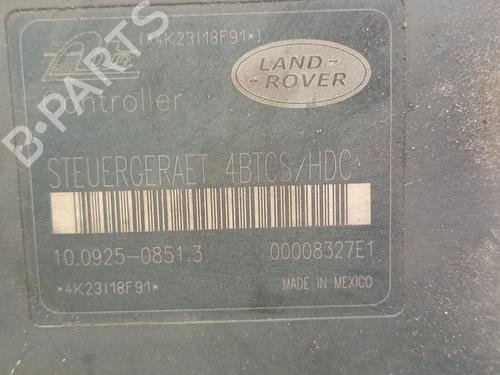 (*4K23I18F91*)
Controller
LAND-
-ROVER
STEUERGERAET 4BTCS/HDC
10.0925-0851.3 00008327E1
*4K23I18F91* MADE IN MEXICO
B-PARTS